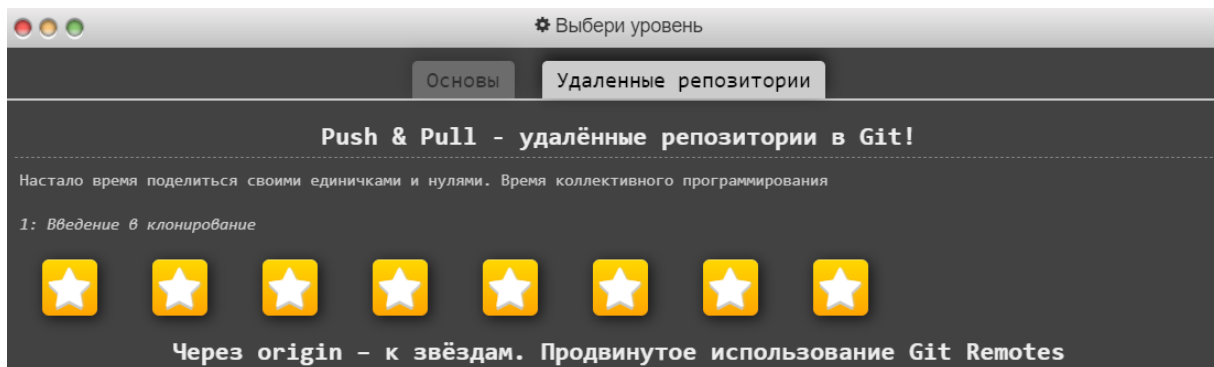 Выбери уровень
Основы Удаленные репозитории
Push & Pull - удалённые репозитории в Git!
Настало время поделиться своими единичками и нулями. Время коллективного программирования
1: Введение в клонирование
Через origin – к звёздам. Продвинутое использование Git Remotes